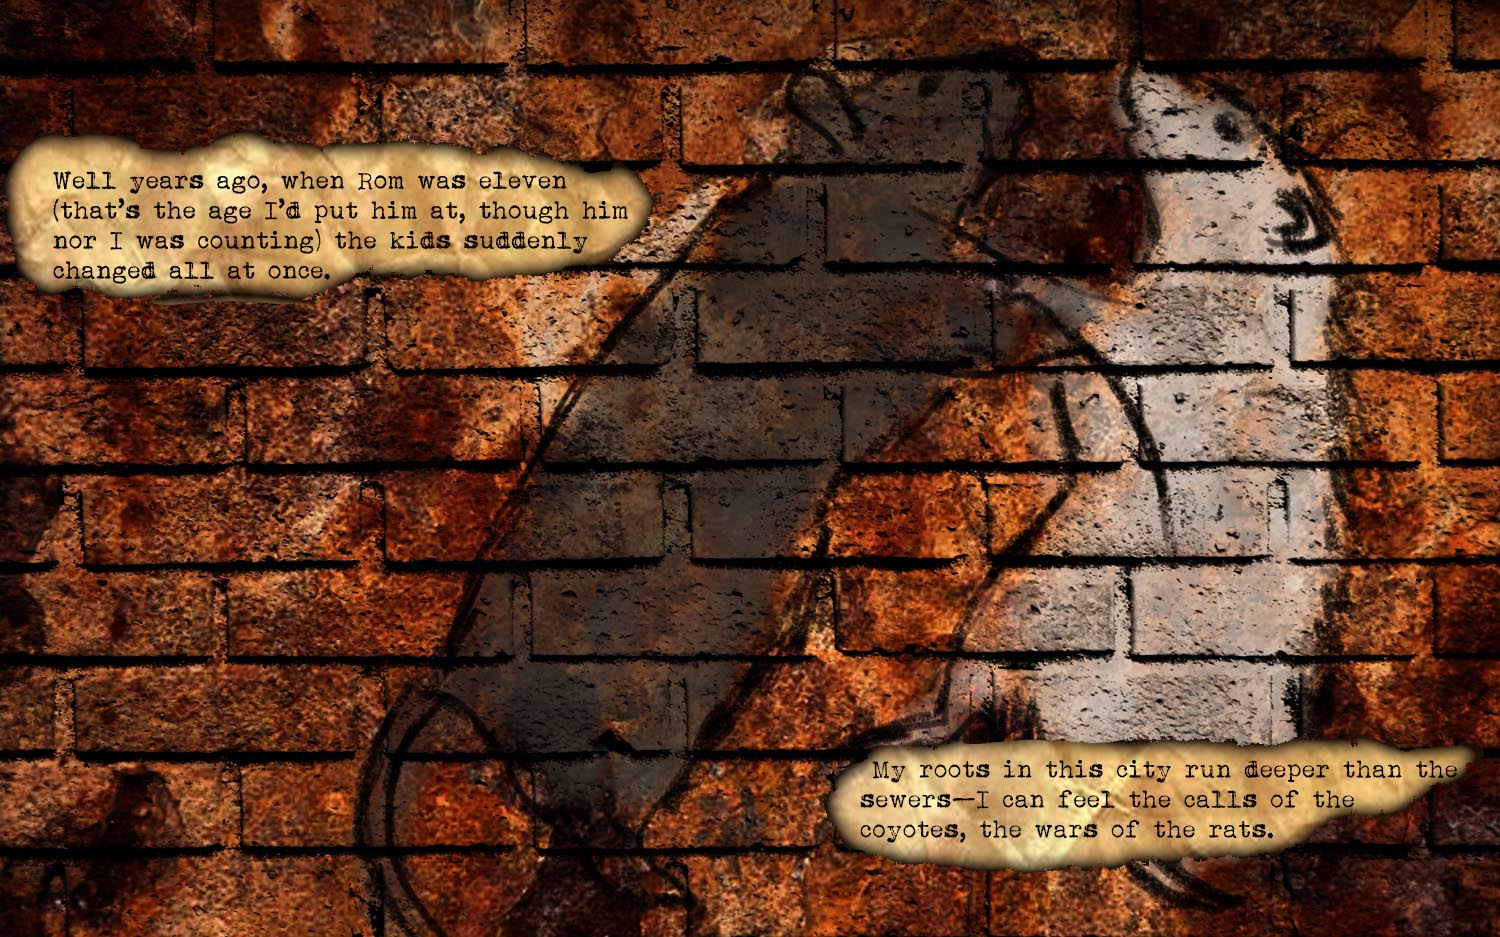 Well years ago, when Rom was eleven
(that's the age I'd put him at, though him
nor I was counting) the kids suddenly
changed all at once.
My roots in this city run deeper than the
sewers—I can feel the calls of the
coyotes, the wars of the rats.